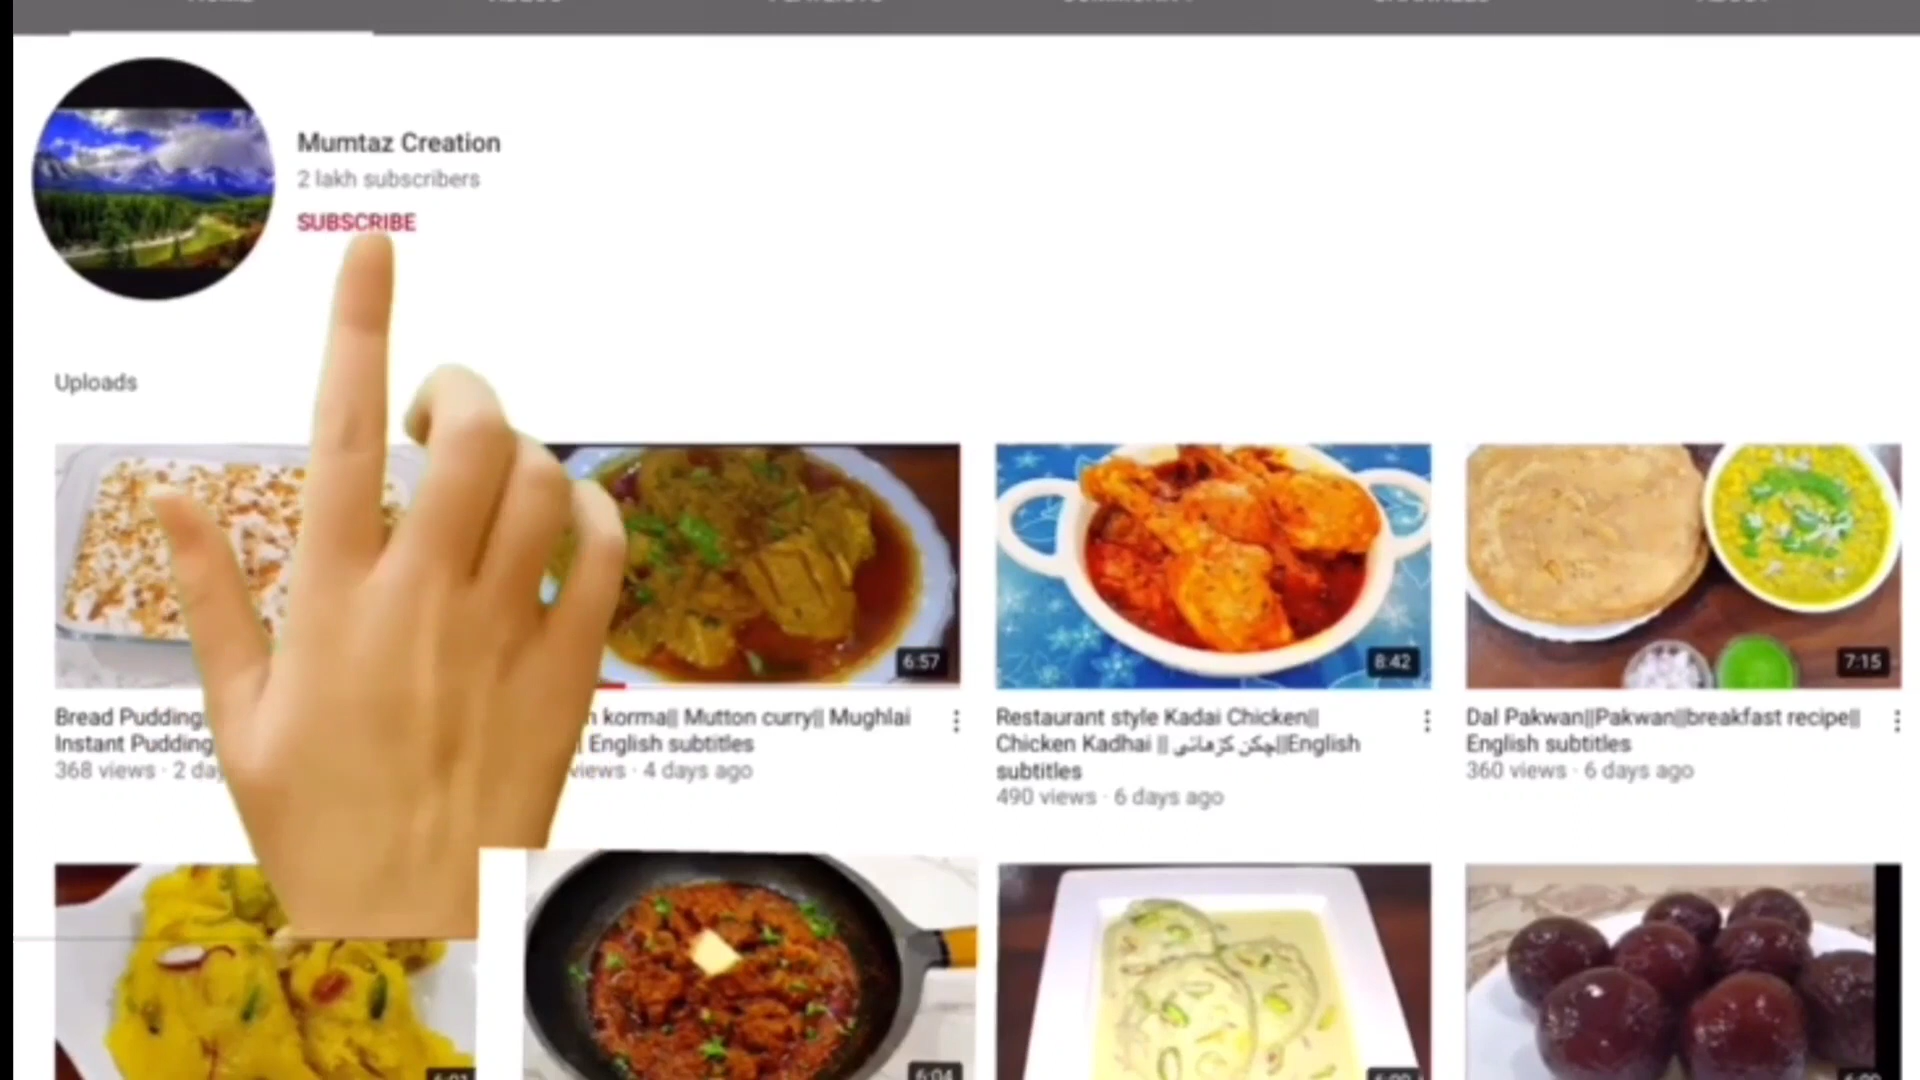 Mumtaz Creation
2 lakh subscribers
SUBSCRIBE
Uploads
6:57
8:42
7:15
Bread Pudding||
Instant Pudding
368 views · 2
korma|| Mutton curry|| Mughlai
English subtitles
views · 4 days ago
Restaurant style Kadai Chicken||
Chicken Kadhai || چکن کڑھائی||English
subtitles
490 views · 6 days ago
Dal Pakwan||Pakwan||breakfast recipe||
English subtitles
360 views · 6 days ago
6:04